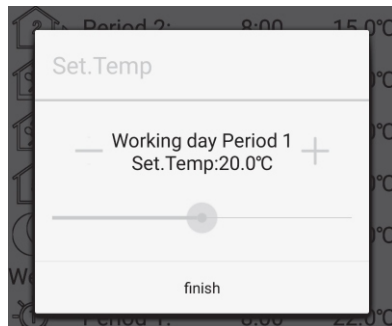 Period 2: 8:00 15.0℃
Set.Temp
Working day Period 1
Set.Temp:20.0℃
finish
Period 1: 6:00 22.0℃